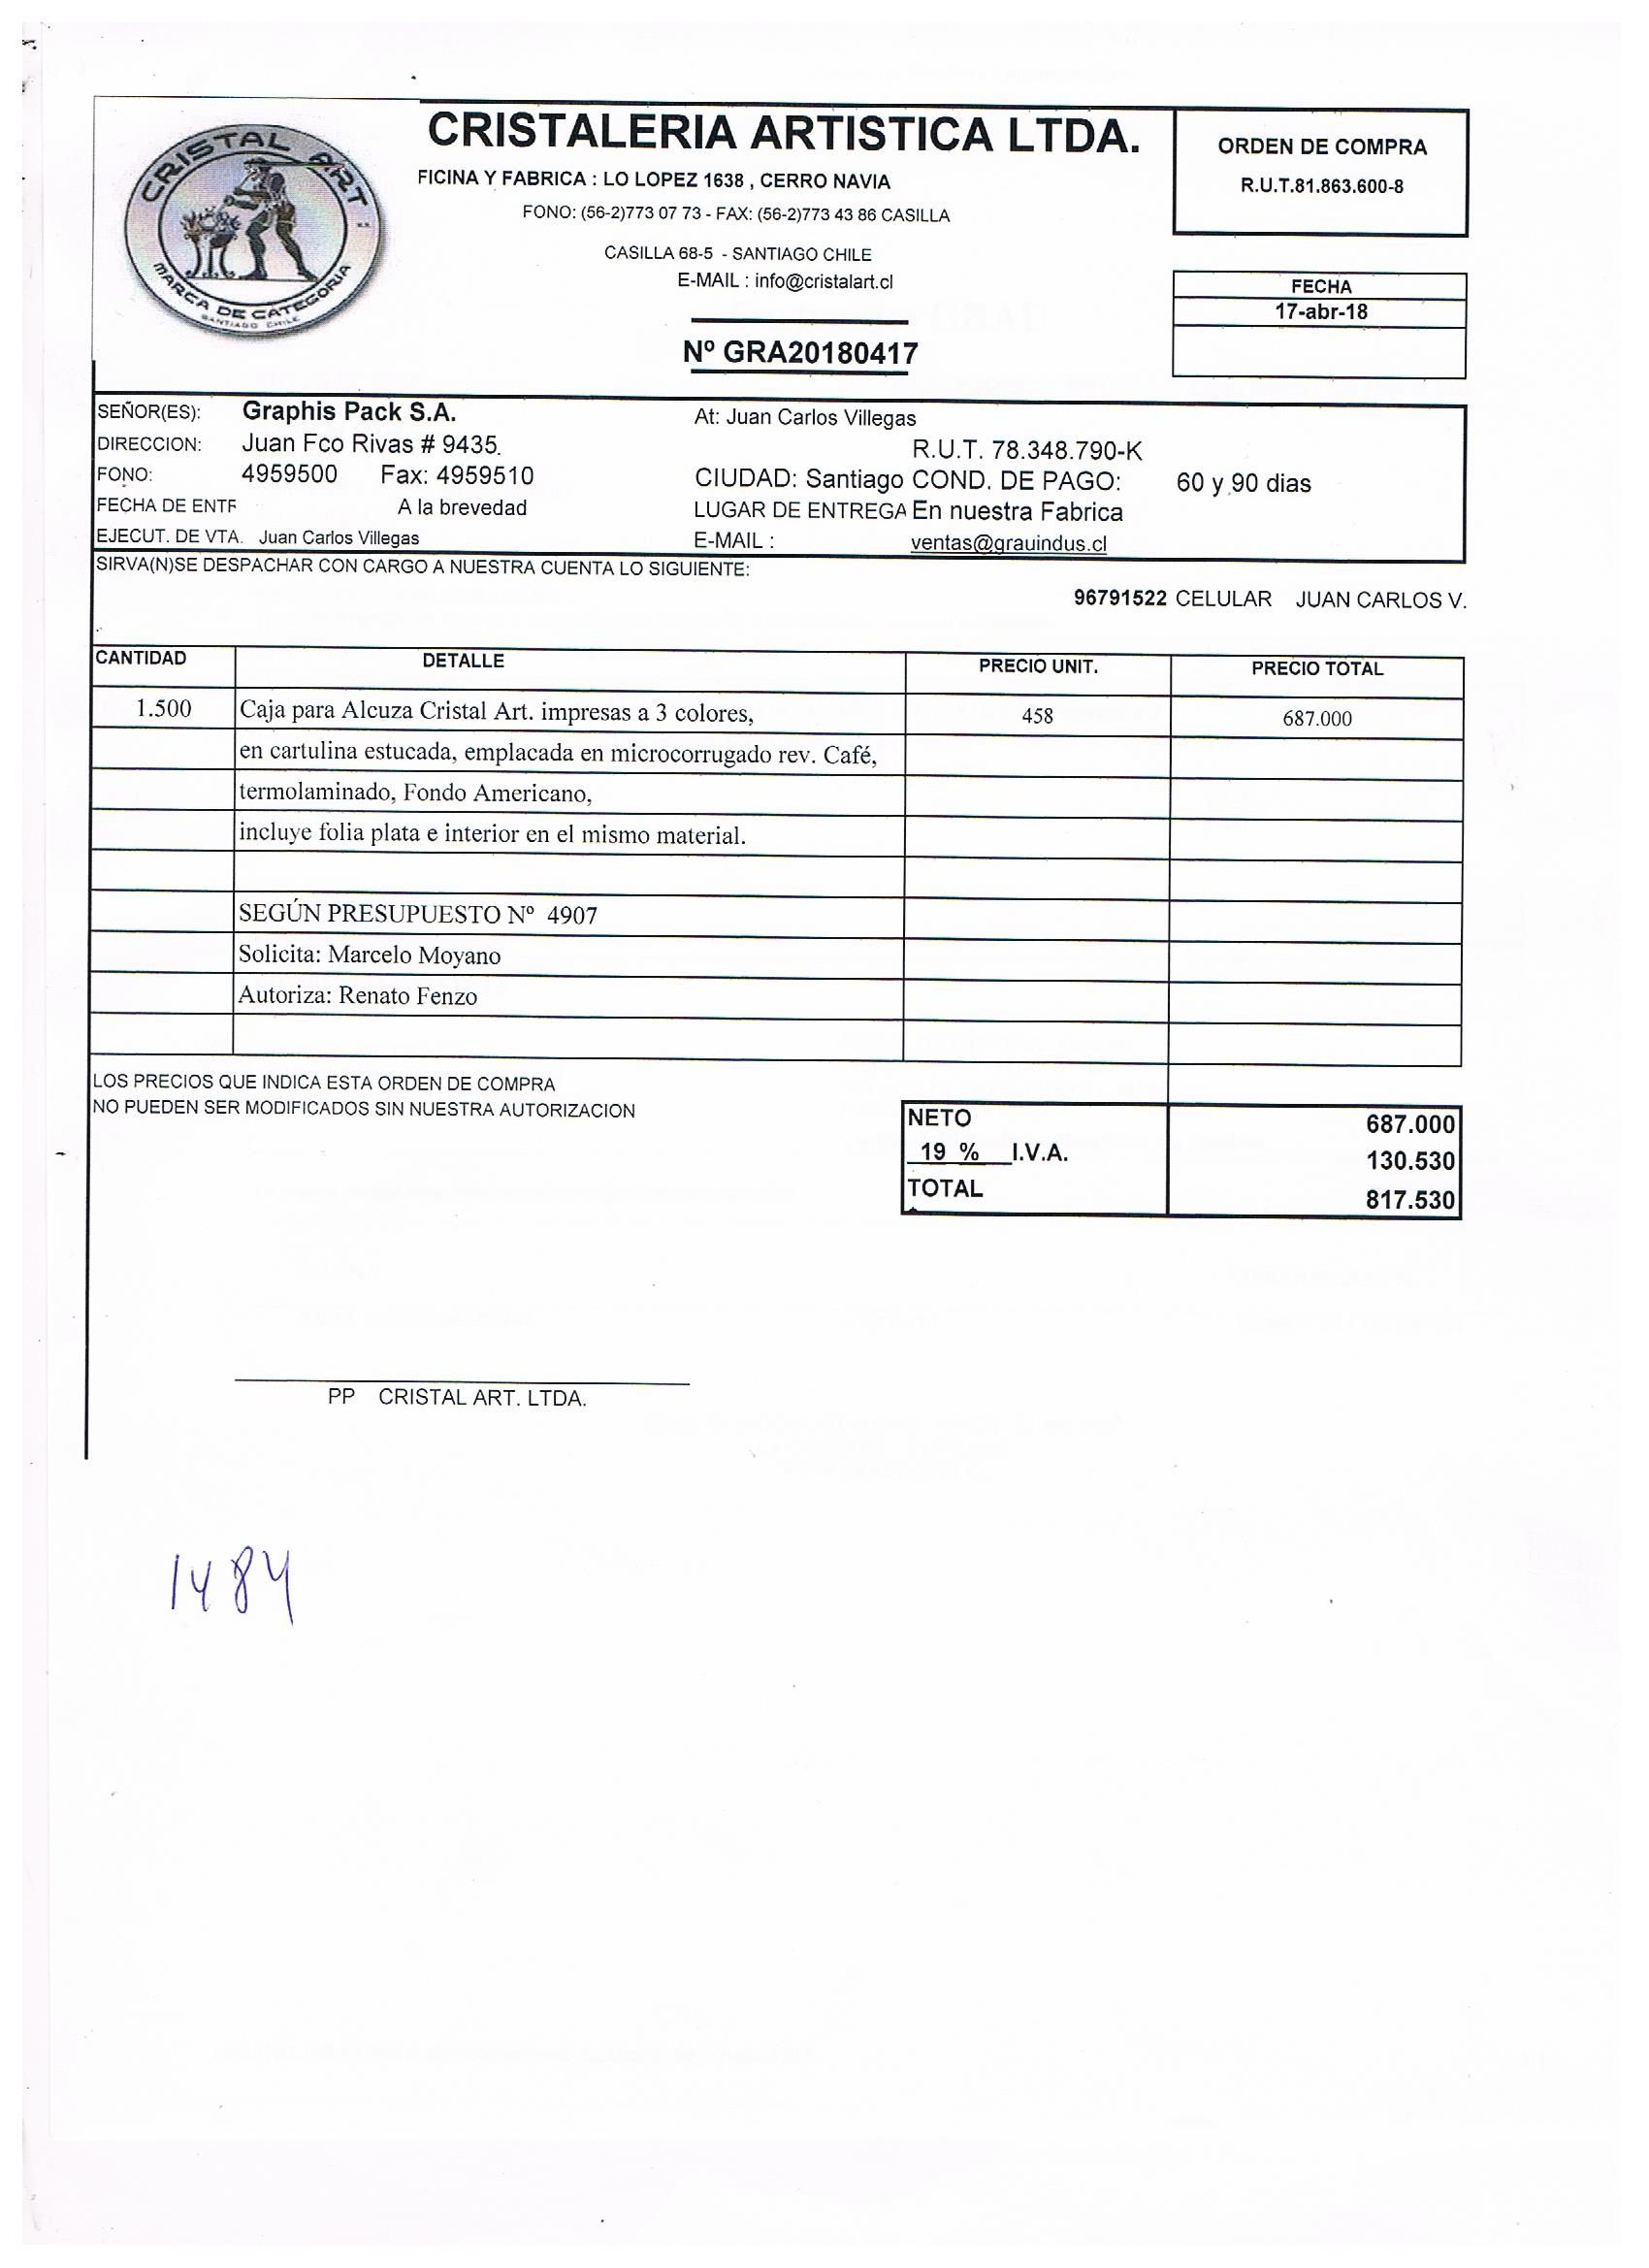 CRISTAL ART
MARCA DE CATEGORIA
SANTIAGO CHILE
CRISTALERIA ARTISTICA LTDA.
FICINA Y FABRICA : LO LOPEZ 1638 , CERRO NAVIA
FONO: (56-2)773 07 73 - FAX: (56-2)773 43 86 CASILLA
CASILLA 68-5 - SANTIAGO CHILE
E-MAIL : info@cristalart.cl
Nº GRA20180417
ORDEN DE COMPRA
R.U.T.81.863.600-8
FECHA
17-abr-18
SEÑOR(ES): Graphis Pack S.A. At: Juan Carlos Villegas
DIRECCION: Juan Fco Rivas # 9435. R.U.T. 78.348.790-K
FONO: 4959500 Fax: 4959510 CIUDAD: Santiago COND. DE PAGO: 60 y 90 dias
FECHA DE ENTF A la brevedad LUGAR DE ENTREGA En nuestra Fabrica
EJECUT. DE VTA. Juan Carlos Villegas E-MAIL : ventas@grauindus.cl
SIRVA(N)SE DESPACHAR CON CARGO A NUESTRA CUENTA LO SIGUIENTE:
96791522 CELULAR JUAN CARLOS V.
CANTIDAD DETALLE PRECIO UNIT. PRECIO TOTAL
1.500 Caja para Alcuza Cristal Art. impresas a 3 colores, 458 687.000
en cartulina estucada, emplacada en microcorrugado rev. Café,
termolaminado, Fondo Americano,
incluye folia plata e interior en el mismo material.
SEGÚN PRESUPUESTO Nº 4907
Solicita: Marcelo Moyano
Autoriza: Renato Fenzo
LOS PRECIOS QUE INDICA ESTA ORDEN DE COMPRA
NO PUEDEN SER MODIFICADOS SIN NUESTRA AUTORIZACION
NETO 687.000
19 % I.V.A. 130.530
TOTAL 817.530
PP CRISTAL ART. LTDA.
1484